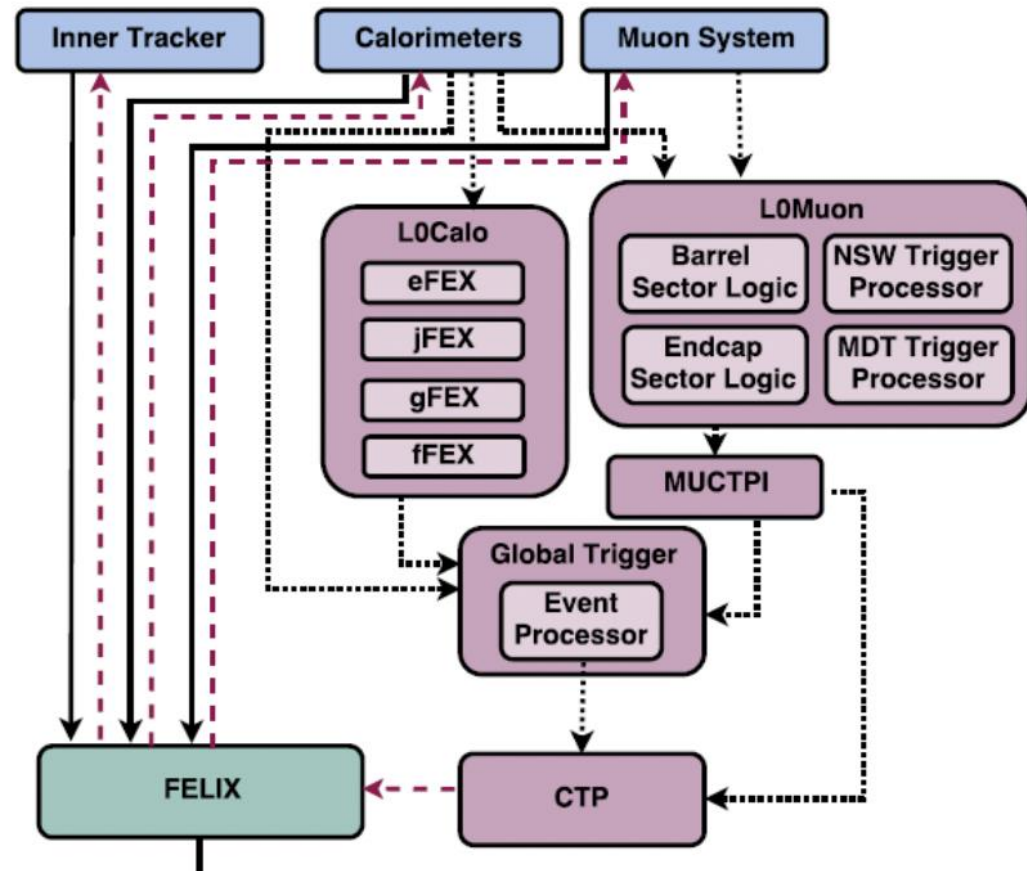 Inner Tracker
Calorimeters
Muon System
L0Calo
eFEX
jFEX
gFEX
fFEX
L0Muon
Barrel
Sector Logic
NSW Trigger
Processor
Endcap
Sector Logic
MDT Trigger
Processor
MUCTPI
Global Trigger
Event
Processor
FELIX
CTP